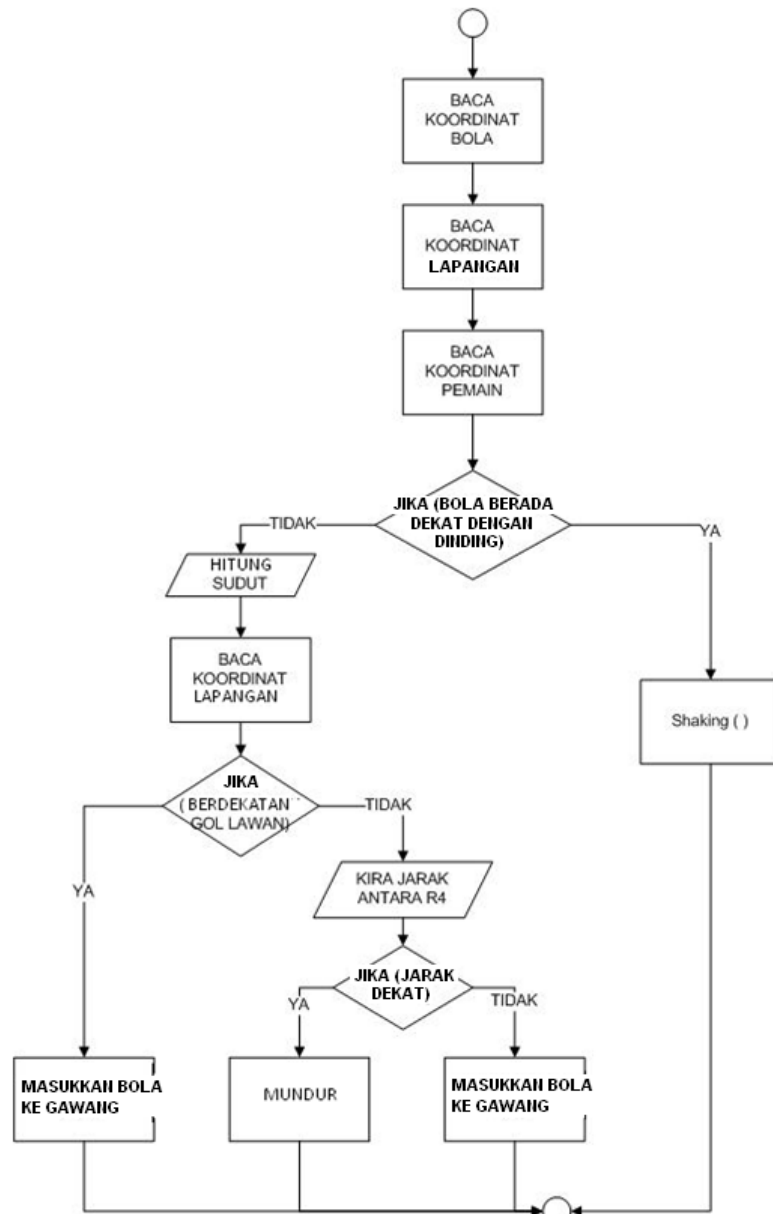 BACA
KOORDINAT
BOLA
BACA
KOORDINAT
LAPANGAN
BACA
KOORDINAT
PEMAIN
JIKA (BOLA BERADA
DEKAT DENGAN
DINDING)
TIDAK
YA
HITUNG
SUDUT
BACA
KOORDINAT
LAPANGAN
Shaking ( )
JIKA
( BERDEKATAN
GOL LAWAN)
TIDAK
YA
KIRA JARAK
ANTARA R4
JIKA (JARAK
DEKAT)
YA
TIDAK
MASUKKAN BOLA
KE GAWANG
MUNDUR
MASUKKAN BOLA
KE GAWANG